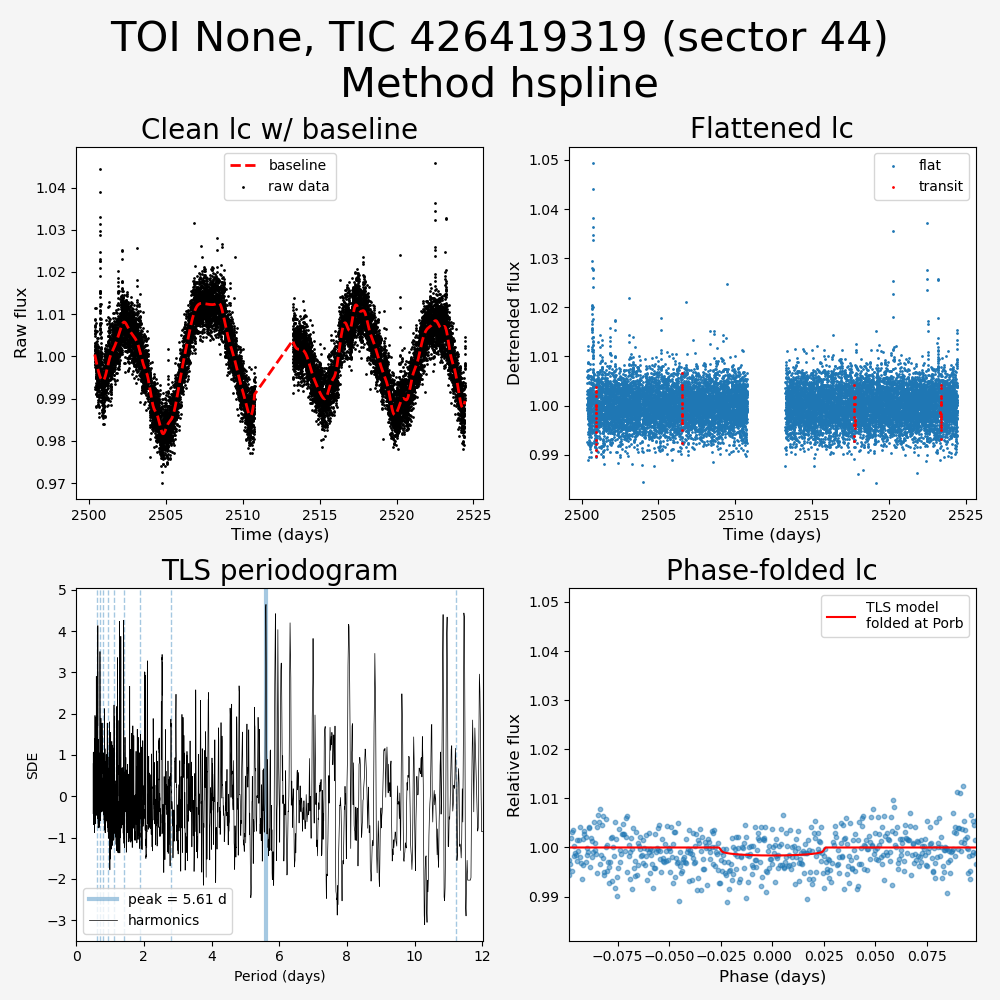 TOI None, TIC 426419319 (sector 44)
Method hspline
Clean lc w/ baseline
baseline
raw data
1.04
1.03
1.02
1.01
1.00
0.99
0.98
0.97
Raw flux
2500
2505
2510
2515
2520
2525
Time (days)
Flattened lc
flat
transit
1.05
1.04
1.03
1.02
1.01
1.00
0.99
Detrended flux
2500
2505
2510
2515
2520
2525
Time (days)
TLS periodogram
5
4
3
2
1
0
−1
−2
−3
SDE
peak = 5.61 d
harmonics
0
2
4
6
8
10
12
Period (days)
Phase-folded lc
TLS model
folded at Porb
1.05
1.04
1.03
1.02
1.01
1.00
0.99
Relative flux
−0.075
−0.050
−0.025
0.000
0.025
0.050
0.075
Phase (days)